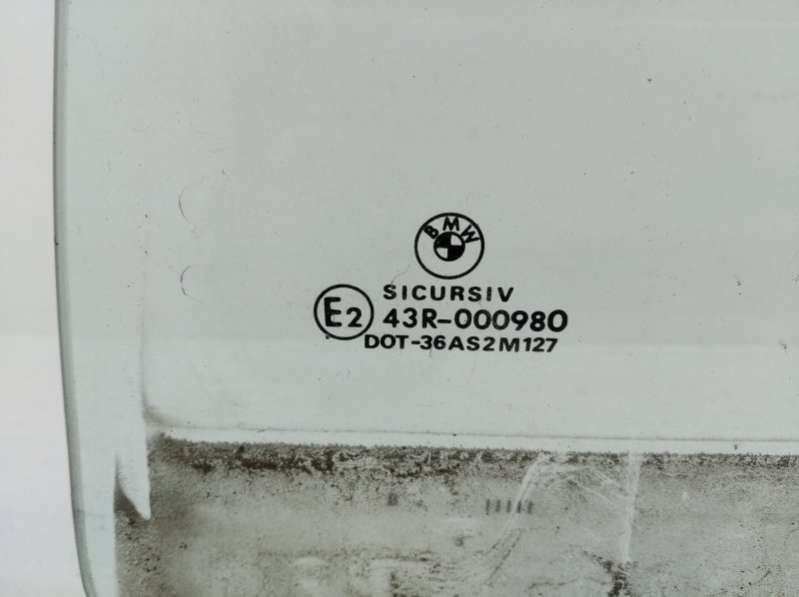 BMW
SICURSIV
E2 43R-000980
DOT-36AS2M127